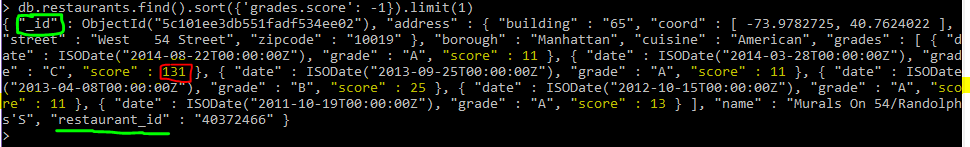 > db.restaurants.find().sort({'grades.score': -1}).limit(1)
{ "_id" : ObjectId("5c101ee3db551fadf534ee02"), "address" : { "building" : "65", "coord" : [ -73.9782725, 40.7624022 ],
"street" : "West   54 Street", "zipcode" : "10019" }, "borough" : "Manhattan", "cuisine" : "American", "grades" : [ { "d
ate" : ISODate("2014-08-22T00:00:00Z"), "grade" : "A", "score" : 11 }, { "date" : ISODate("2014-03-28T00:00:00Z"), "grad
e" : "C", "score" : 131 }, { "date" : ISODate("2013-09-25T00:00:00Z"), "grade" : "A", "score" : 11 }, { "date" : ISODate
("2013-04-08T00:00:00Z"), "grade" : "B", "score" : 25 }, { "date" : ISODate("2012-10-15T00:00:00Z"), "grade" : "A", "sco
re" : 11 }, { "date" : ISODate("2011-10-19T00:00:00Z"), "grade" : "A", "score" : 13 } ], "name" : "Murals On 54/Randolph
s'S", "restaurant_id" : "40372466" }
>